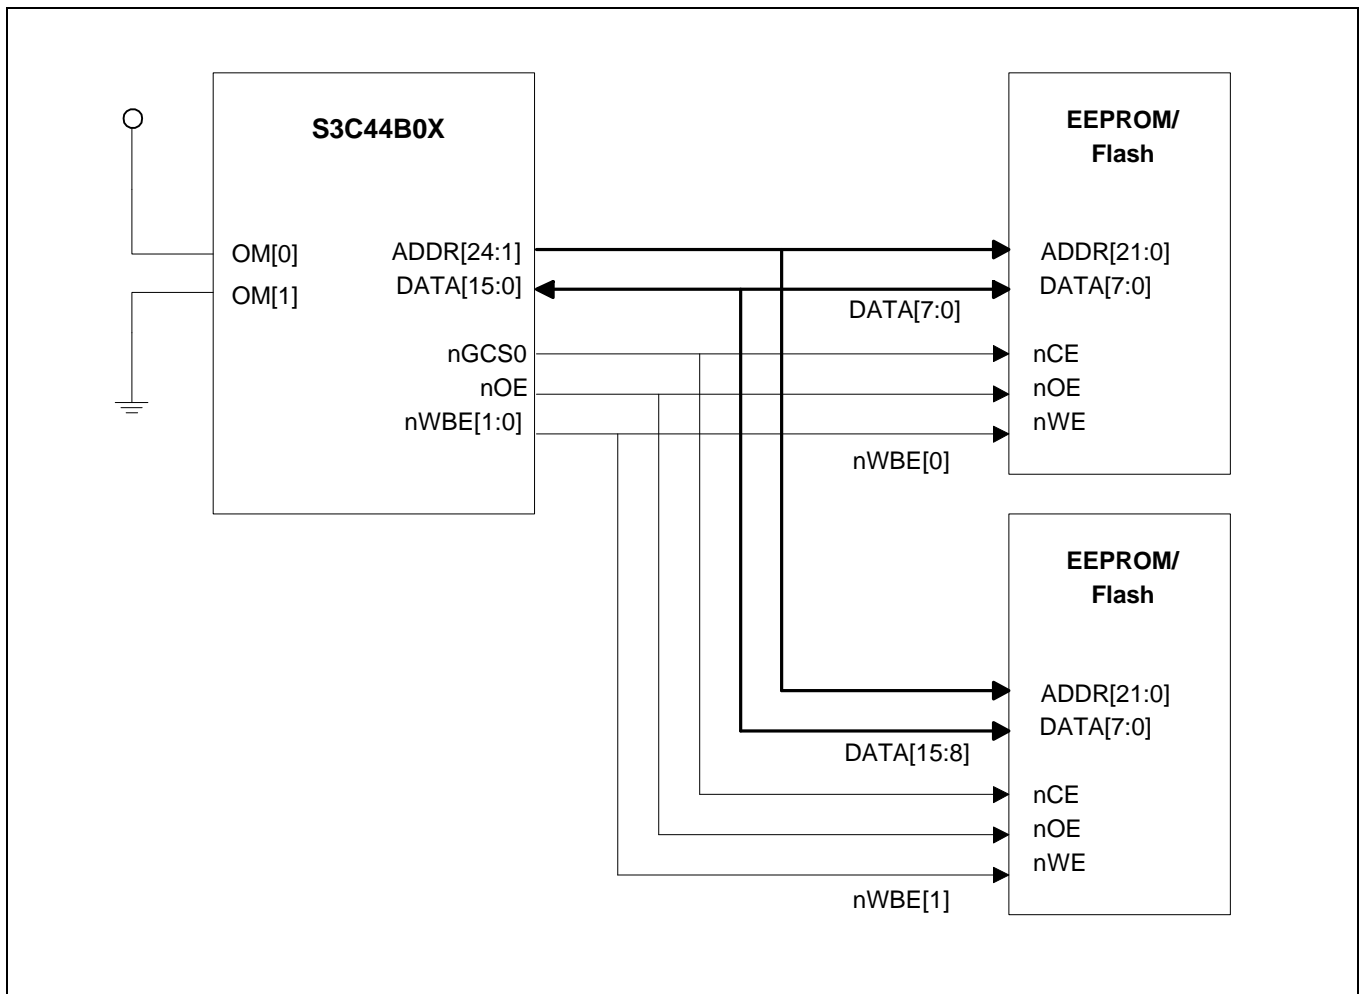 S3C44B0X
OM[0]
OM[1]
ADDR[24:1]
DATA[15:0]
nGCS0
nOE
nWBE[1:0]
DATA[7:0]
nWBE[0]
EEPROM/
Flash
ADDR[21:0]
DATA[7:0]
nCE
nOE
nWE
DATA[15:8]
nWBE[1]
EEPROM/
Flash
ADDR[21:0]
DATA[7:0]
nCE
nOE
nWE